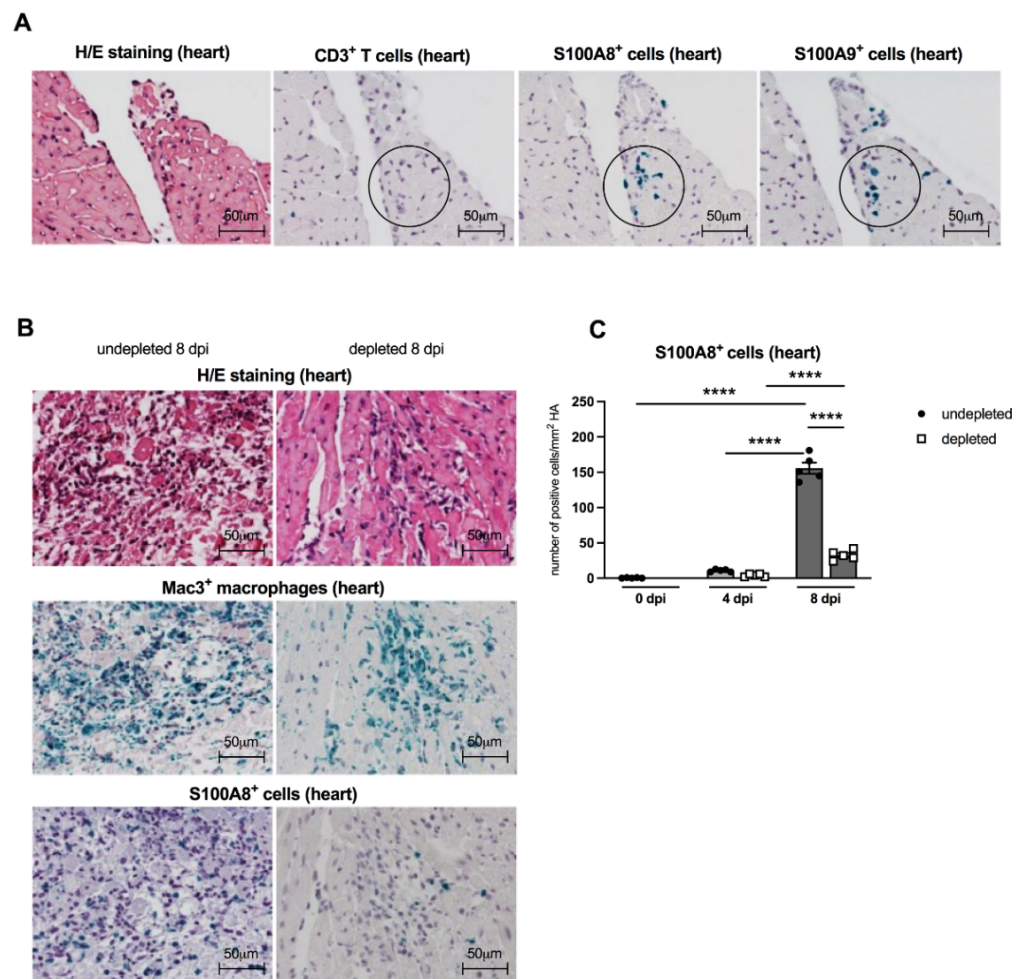 A
H/E staining (heart)
CD3+ T cells (heart)
S100A8+ cells (heart)
S100A9+ cells (heart)
50μm
50μm
50μm
50μm
B
undepleted 8 dpi
depleted 8 dpi
H/E staining (heart)
50μm
50μm
Mac3+ macrophages (heart)
50μm
50μm
S100A8+ cells (heart)
50μm
50μm
C
S100A8+ cells (heart)
number of positive cells/mm² HA
250
200
150
100
50
0
****
****
****
****
0 dpi
4 dpi
8 dpi
undepleted
depleted